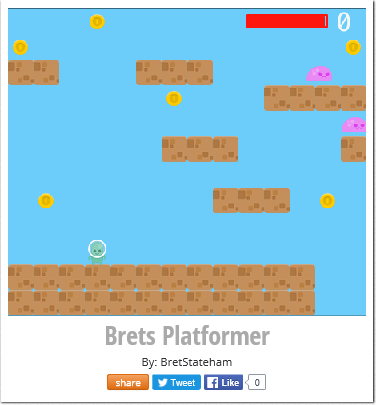 0
Brets Platformer
By: BretStateham
share Tweet Like 0